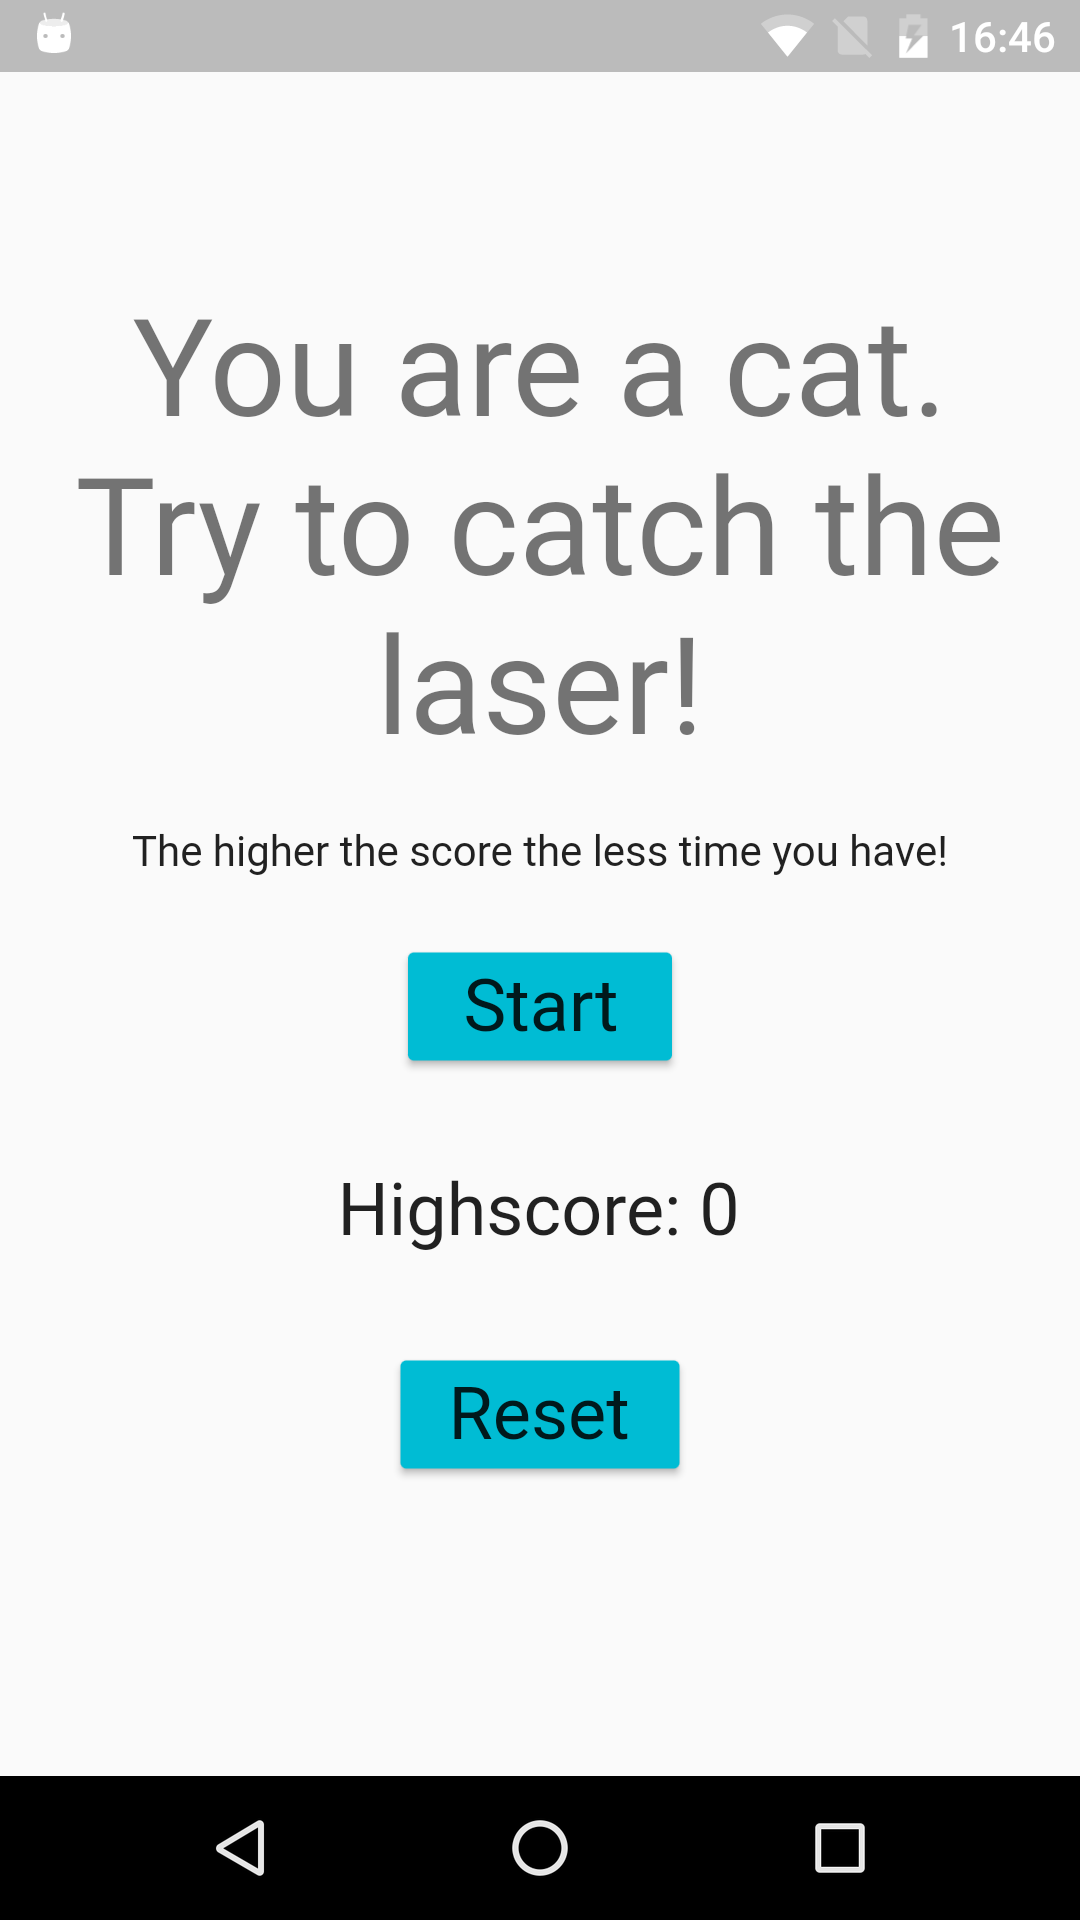 16:46
You are a cat.
Try to catch the
laser!
The higher the score the less time you have!
Start
Highscore: 0
Reset